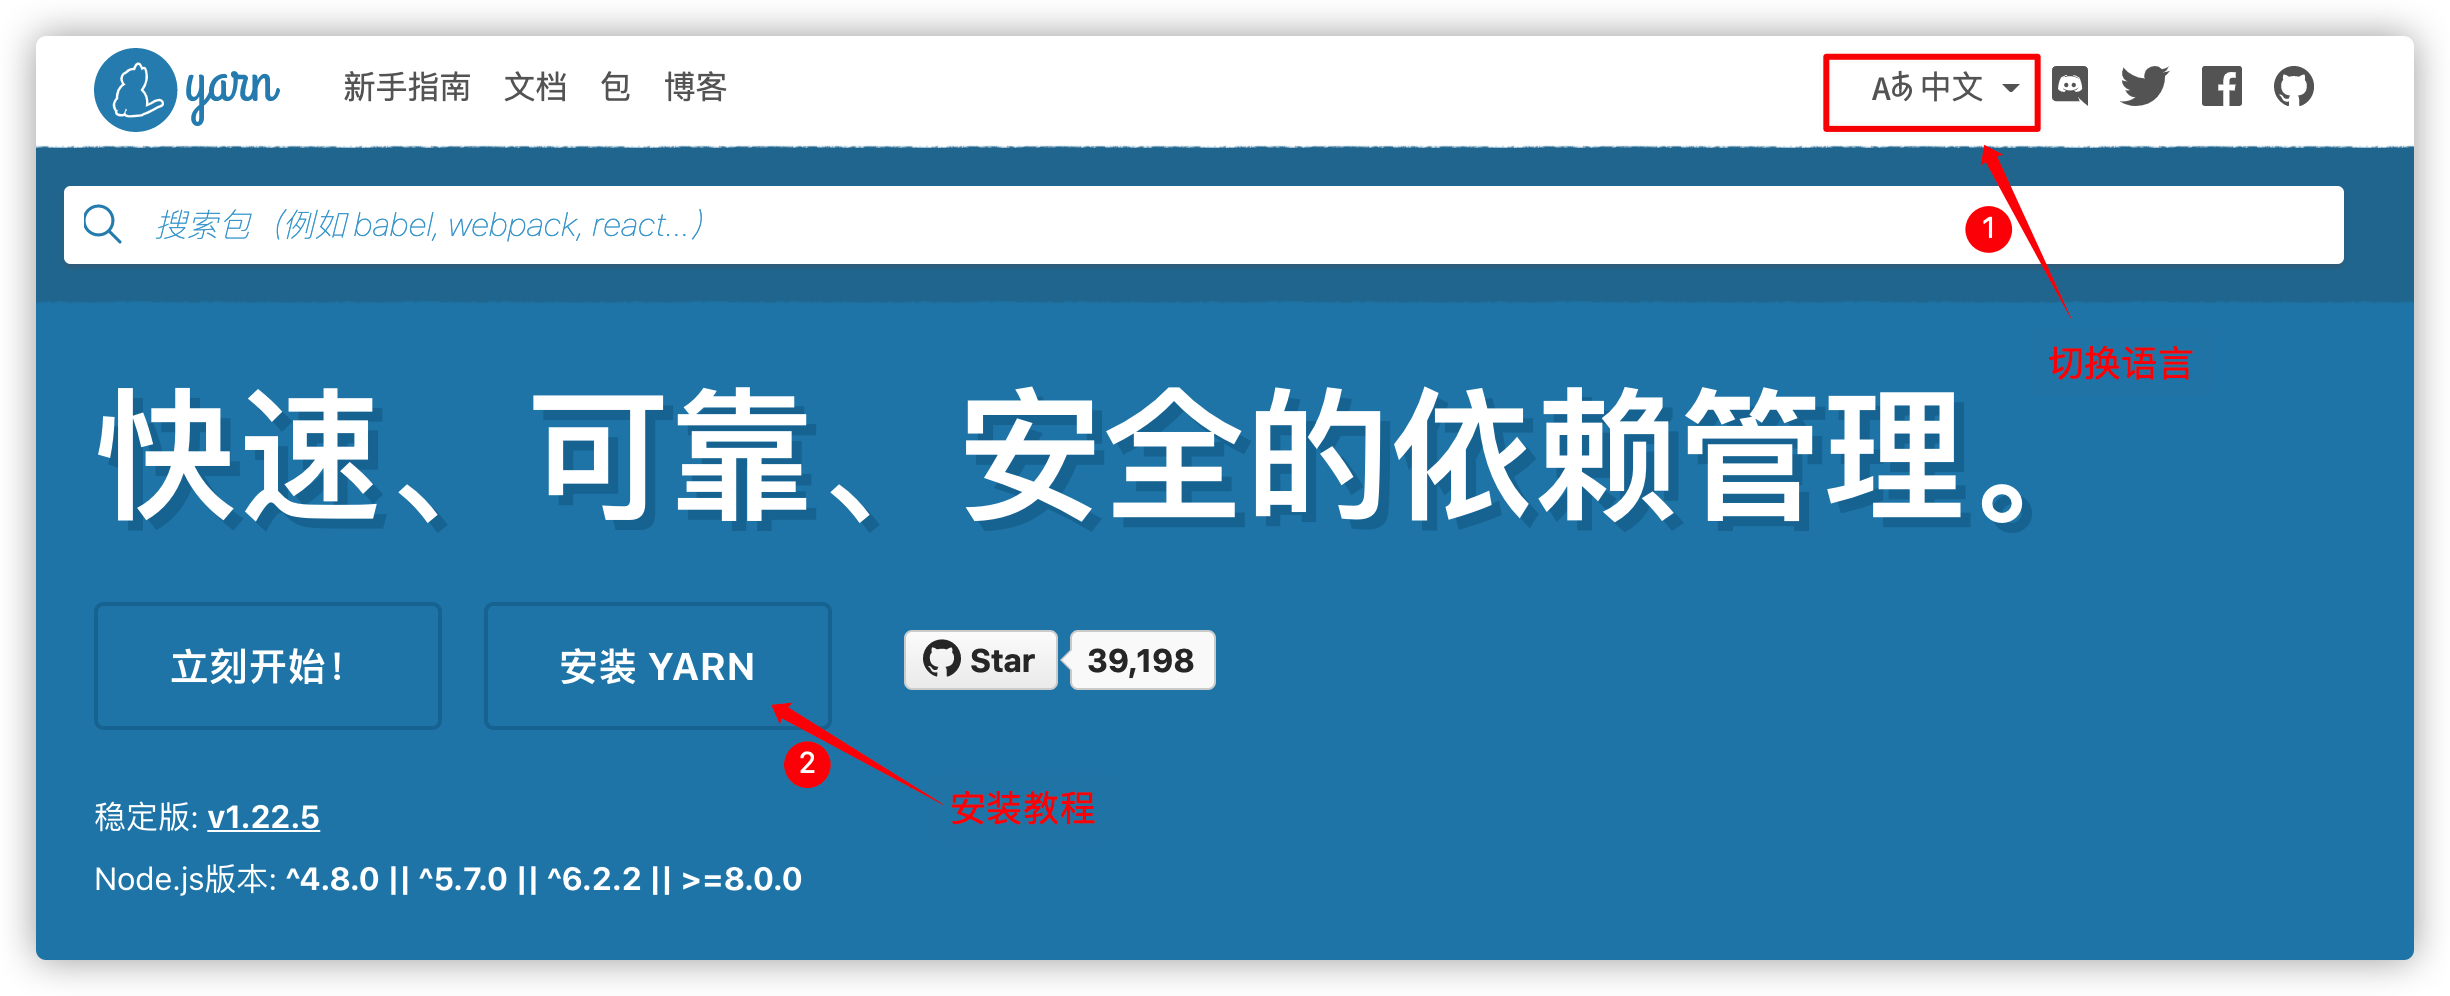 yarn 新手指南 文档 包 博客 Aあ 中文
搜索包（例如 babel, webpack, react...）
1
切换语言
快速、可靠、安全的依赖管理。
立刻开始！ 安装 YARN Star 39,198
2
安装教程
稳定版: v1.22.5
Node.js版本: ^4.8.0 || ^5.7.0 || ^6.2.2 || >=8.0.0